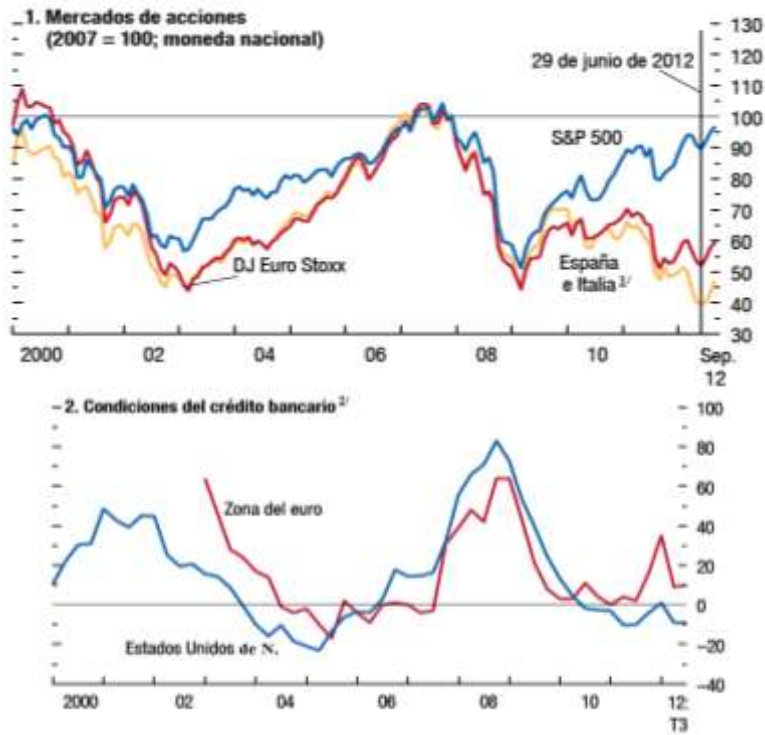 1. Mercados de acciones
(2007 = 100; moneda nacional)
130
29 de junio de 2012
120
110
100
S&P 500
90
80
70
DJ Euro Stoxx
España
e Italia 1/
60
50
40
30
2000
02
04
06
08
10
Sep.
12
2. Condiciones del crédito bancario 2/
100
80
Zona del euro
60
40
20
0
Estados Unidos de N.
-20
-40
2000
02
04
06
08
10
12:
T3